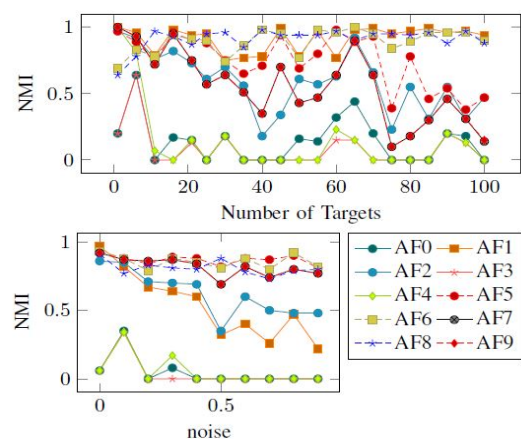 1
0.5
0
NMI
0
20
40
60
80
100
Number of Targets
1
0.5
0
NMI
0
0.5
noise
AF0
AF1
AF2
AF3
AF4
AF5
AF6
AF7
AF8
AF9